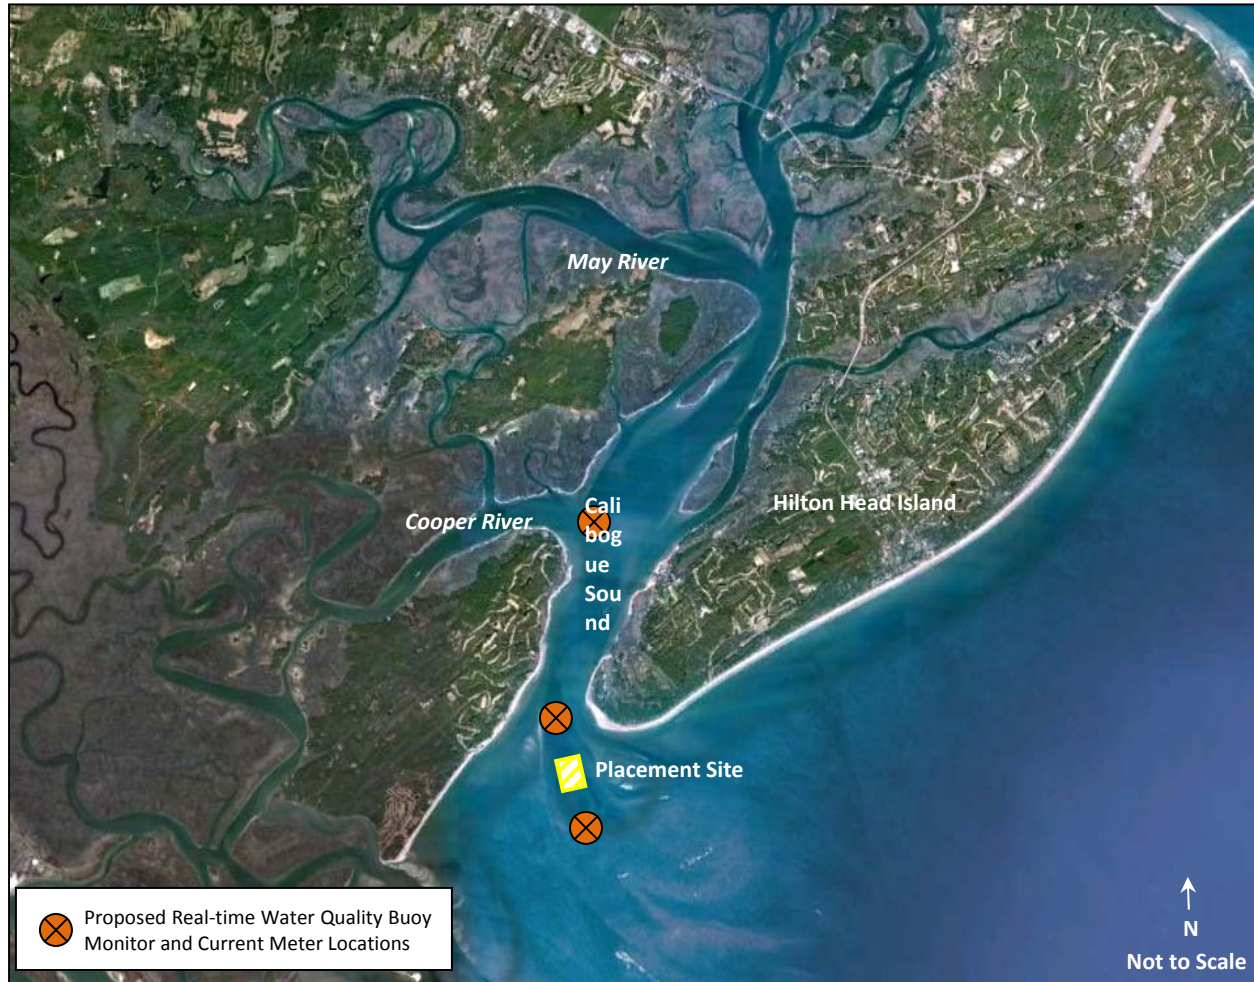 May River
Cooper River
Cali
bog
ue
Sou
nd
Hilton Head Island
Placement Site
Proposed Real-time Water Quality Buoy
Monitor and Current Meter Locations
N
Not to Scale